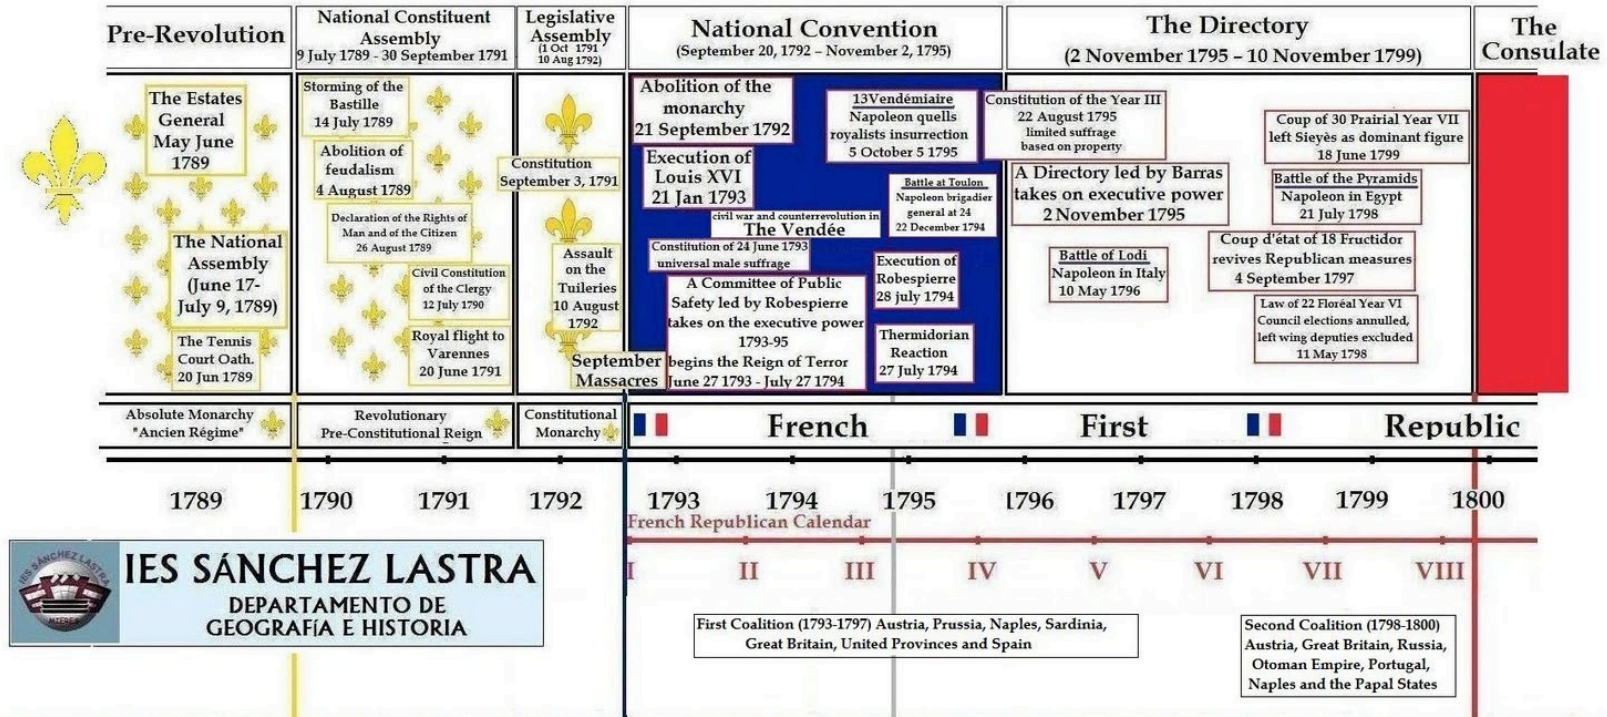 Pre-Revolution
National Constituent
Assembly
9 July 1789 - 30 September 1791
Legislative
Assembly
(1 Oct 1791
10 Aug 1792)
National Convention
(September 20, 1792 – November 2, 1795)
The Directory
(2 November 1795 – 10 November 1799)
The
Consulate
The Estates
General
May June
1789
The National
Assembly
(June 17-
July 9, 1789)
The Tennis
Court Oath.
20 Jun 1789
Storming of the
Bastille
14 July 1789
Abolition of
feudalism
4 August 1789
Declaration of the Rights of
Man and of the Citizen
26 August 1789
Civil Constitution
of the Clergy
12 July 1790
Royal flight to
Varennes
20 June 1791
Constitution
September 3, 1791
Assault
on the
Tuileries
10 August
1792
September
Massacres
Abolition of the
monarchy
21 September 1792
Execution of
Louis XVI
21 Jan 1793
civil war and counterrevolution in
The Vendée
Constitution of 24 June 1793
universal male suffrage
A Committee of Public
Safety led by Robespierre
takes on the executive power
1793-95
begins the Reign of Terror
June 27 1793 - July 27 1794
13Vendémiaire
Napoleon quells
royalists insurrection
5 October 5 1795
Battle at Toulon
Napoleon brigadier
general at 24
22 December 1794
Execution of
Robespierre
28 july 1794
Thermidorian
Reaction
27 July 1794
Constitution of the Year III
22 August 1795
limited suffrage
based on property
A Directory led by Barras
takes on executive power
2 November 1795
Battle of Lodi
Napoleon in Italy
10 May 1796
Coup of 30 Prairial Year VII
left Sieyès as dominant figure
18 June 1799
Battle of the Pyramids
Napoleon in Egypt
21 July 1798
Coup d'état of 18 Fructidor
revives Republican measures
4 September 1797
Law of 22 Floréal Year VI
Council elections annulled,
left wing deputies excluded
11 May 1798
Absolute Monarchy
"Ancien Régime"
Revolutionary
Pre-Constitutional Reign
Constitutional
Monarchy
French First Republic
1789 1790 1791 1792 1793 1794 1795 1796 1797 1798 1799 1800
French Republican Calendar
I II III IV V VI VII VIII
IES SÁNCHEZ LASTRA
DEPARTAMENTO DE
GEOGRAFíA E HISTORIA
IES SÁNCHEZ LASTRA
MIERES
First Coalition (1793-1797) Austria, Prussia, Naples, Sardinia,
Great Britain, United Provinces and Spain
Second Coalition (1798-1800)
Austria, Great Britain, Russia,
Otoman Empire, Portugal,
Naples and the Papal States